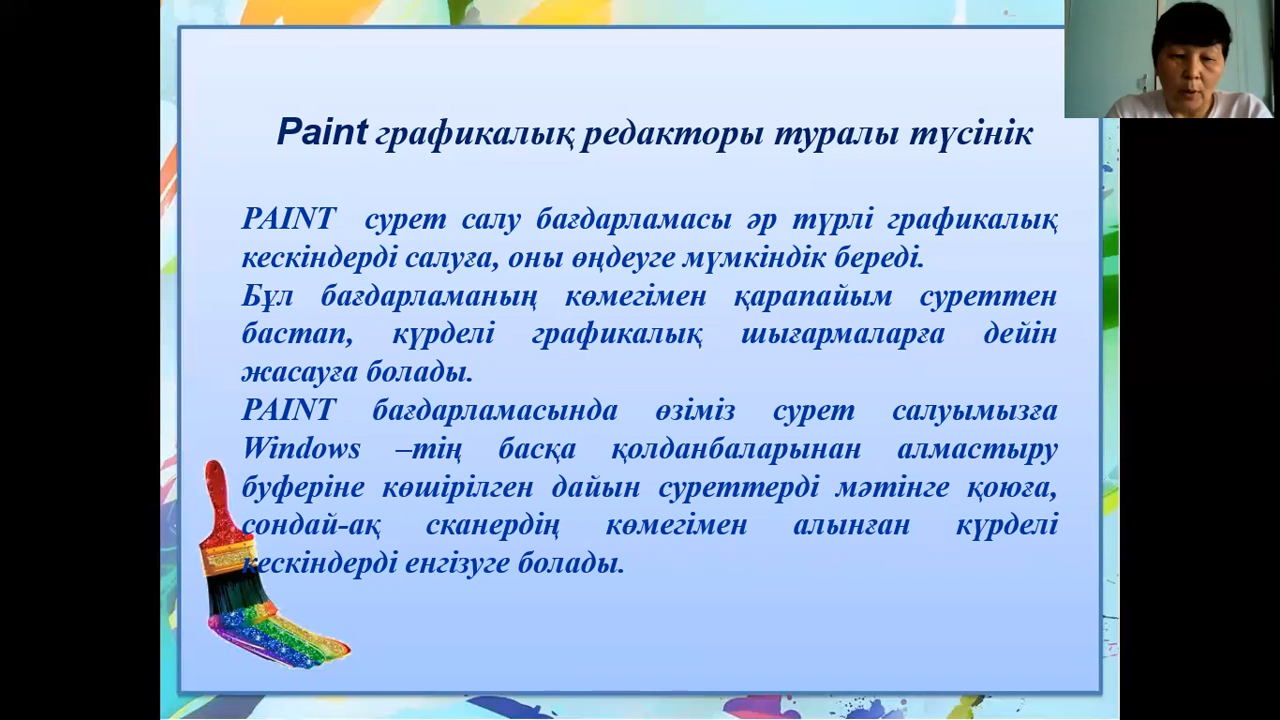 Paint графикалық редакторы туралы түсінік
PAINT сурет салу бағдарламасы әр түрлі графикалық
кескіндерді салуға, оны өңдеуге мүмкіндік береді.
Бұл бағдарламаның көмегімен қарапайым суреттен
бастап, күрделі графикалық шығармаларға дейін
жасауға болады.
PAINT бағдарламасында өзіміз сурет салуымызға
Windows –тің басқа қолданбаларынан алмастыру
буферіне көшірілген дайын суреттерді мәтінге қоюға,
сондай-ақ сканердің көмегімен алынған күрделі
кескіндерді енгізуге болады.